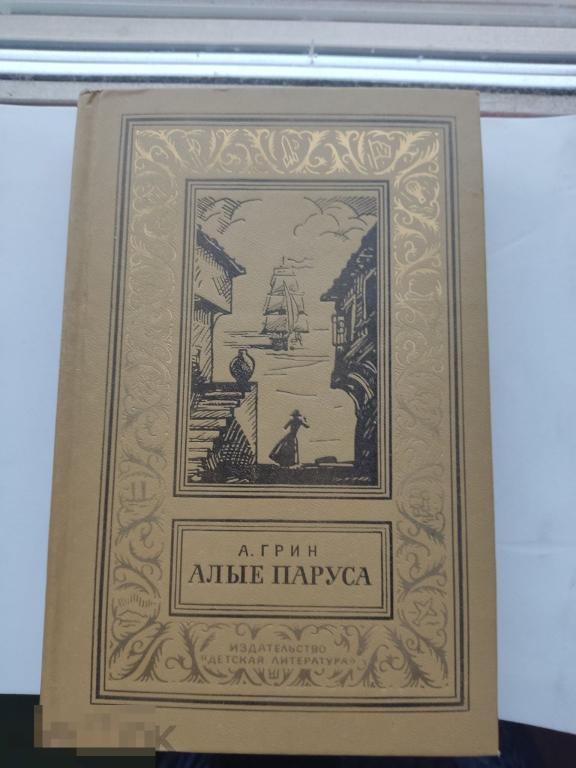 А. ГРИН
АЛЫЕ ПАРУСА
ИЗДАТЕЛЬСТВО
"ДЕТСКАЯ ЛИТЕРАТУРА"